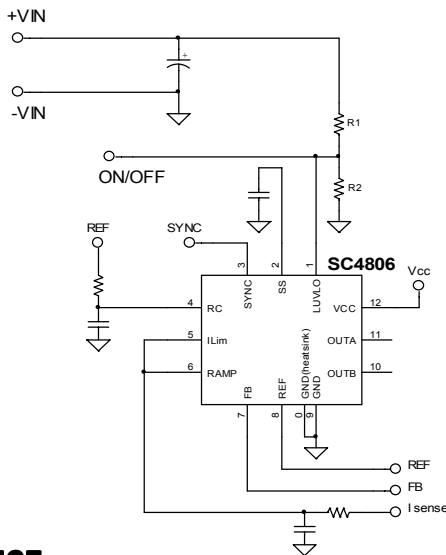 +VIN
-VIN
R1
ON/OFF
R2
REF
SYNC
SC4806
Vcc
3
2
1
SYNC
SS
LUVLO
4
RC
VCC
12
5
ILim
OUTA
11
6
RAMP
OUTB
10
FB
REF
GND(heatsink)
GND
7
8
0
9
REF
FB
Isense